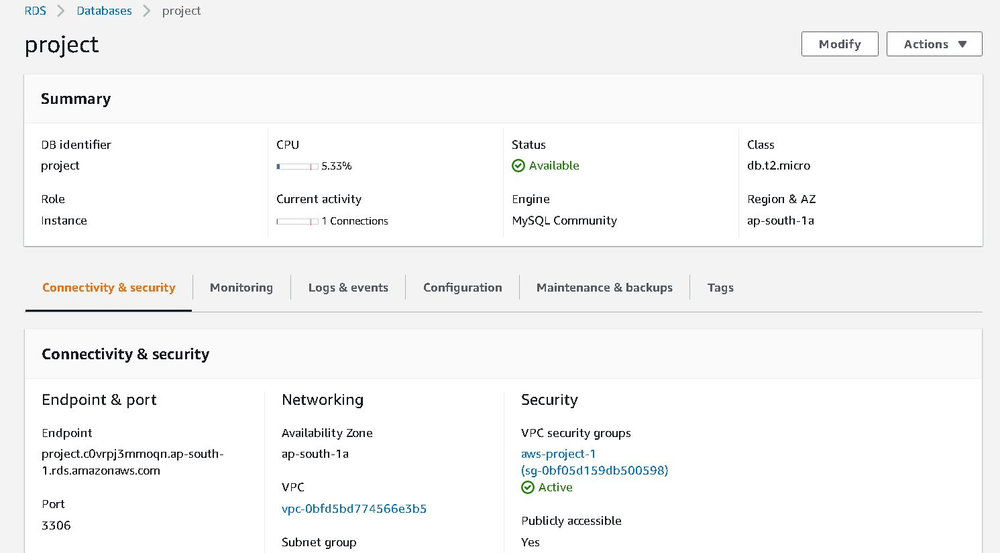 RDS > Databases > project
project
Modify
Actions
Summary
DB identifier
project
CPU
5.33%
Status
Available
Class
db.t2.micro
Role
Instance
Current activity
1 Connections
Engine
MySQL Community
Region & AZ
ap-south-1a
Connectivity & security
Monitoring
Logs & events
Configuration
Maintenance & backups
Tags
Connectivity & security
Endpoint & port
Endpoint
project.c0vrpj3mmoqn.ap-south-
1.rds.amazonaws.com
Port
3306
Networking
Availability Zone
ap-south-1a
VPC
vpc-0bfd5bd774566e3b5
Subnet group
Security
VPC security groups
aws-project-1
(sg-0bf05d159db500598)
Active
Publicly accessible
Yes